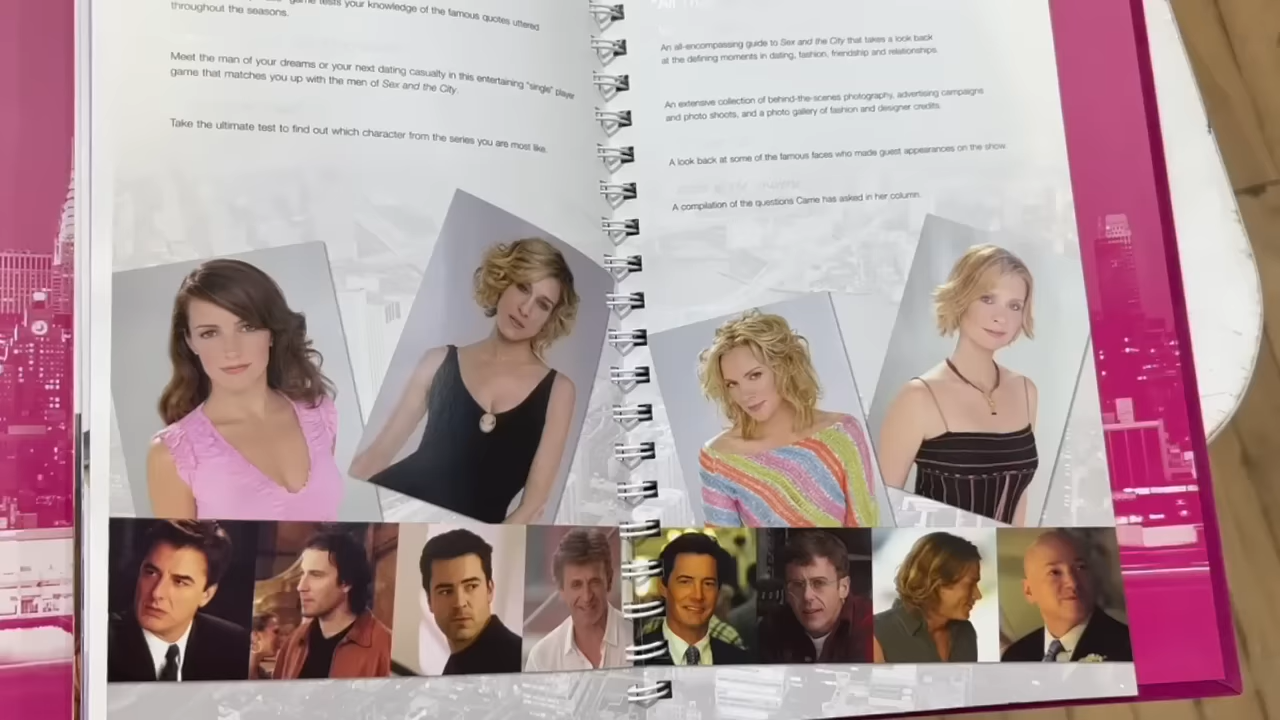 game tests your knowledge of the famous quotes uttered
throughout the seasons.
Meet the man of your dreams or your next dating casualty in this entertaining "single" player
game that matches you up with the men of Sex and the City.
Take the ultimate test to find out which character from the series you are most like.
An all-encompassing guide to Sex and the City that takes a look back
at the defining moments in dating, fashion, friendship and relationships.
An extensive collection of behind-the-scenes photography, advertising campaigns
and photo shoots, and a photo gallery of fashion and designer credits.
A look back at some of the famous faces who made guest appearances on the show.
A compilation of the questions Carrie has asked in her column.